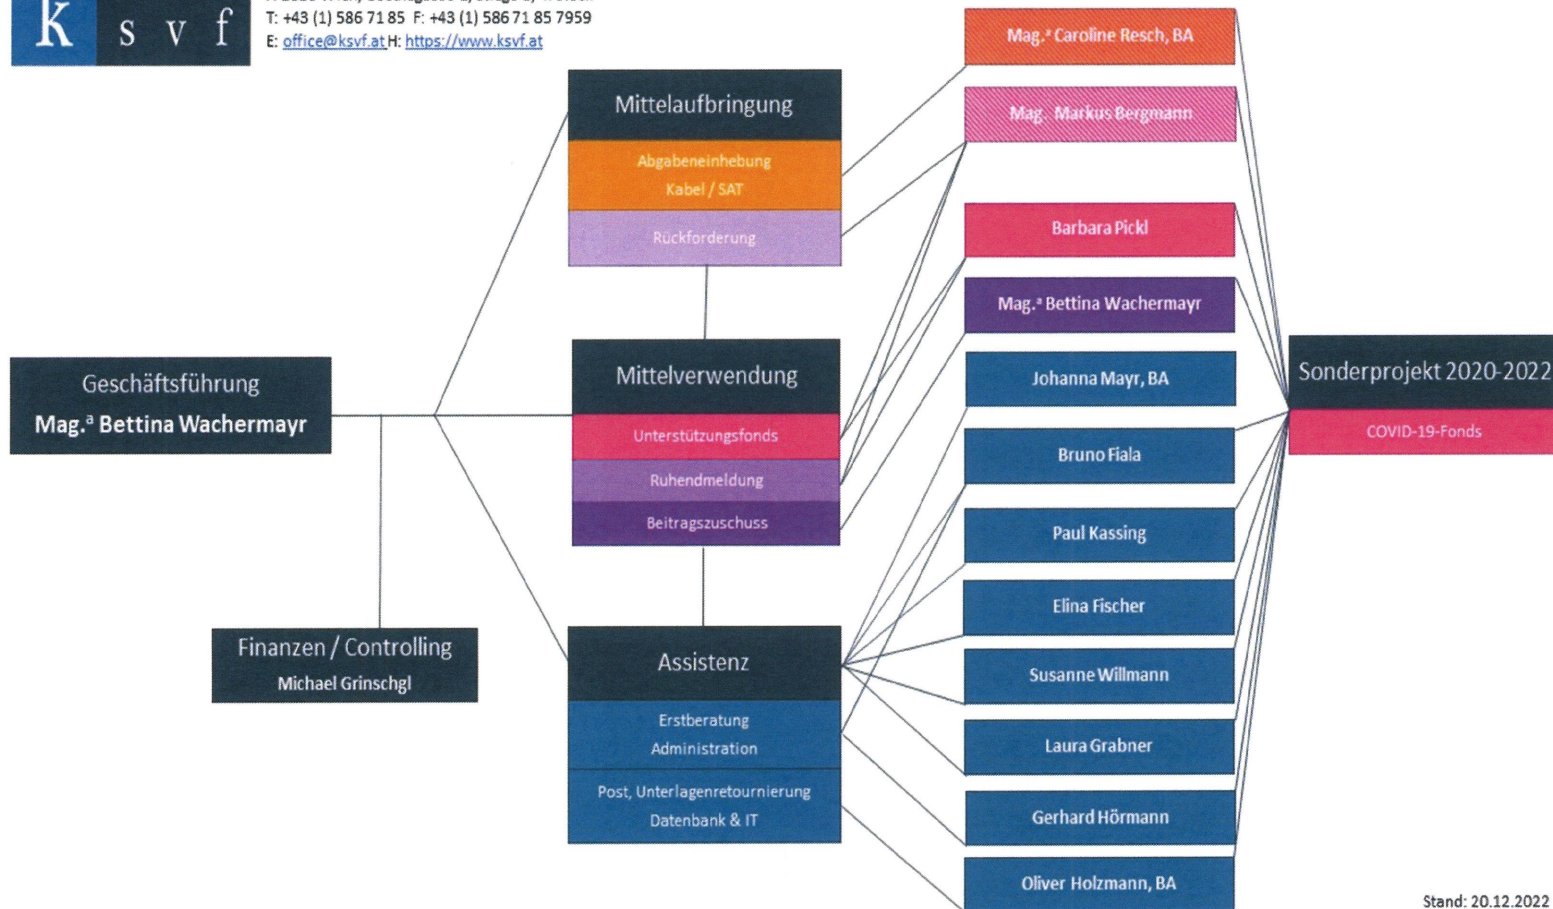 k s v f
T: +43 (1) 586 71 85 F: +43 (1) 586 71 85 7959
E: office@ksvf.at H: https://www.ksvf.at
Mittelaufbringung
Abgabeneinhebung
Kabel / SAT
Rückforderung
Geschäftsführung
Mag.ª Bettina Wachermayr
Mittelverwendung
Unterstützungsfonds
Ruhendmeldung
Beitragszuschuss
Finanzen / Controlling
Michael Grinschgl
Assistenz
Erstberatung
Administration
Post, Unterlagenretournierung
Datenbank & IT
Mag.ª Caroline Resch, BA
Mag. Markus Bergmann
Barbara Pickl
Mag.ª Bettina Wachermayr
Johanna Mayr, BA
Bruno Fiala
Paul Kassing
Elina Fischer
Susanne Willmann
Laura Grabner
Gerhard Hörmann
Oliver Holzmann, BA
Sonderprojekt 2020-2022
COVID-19-Fonds
Stand: 20.12.2022